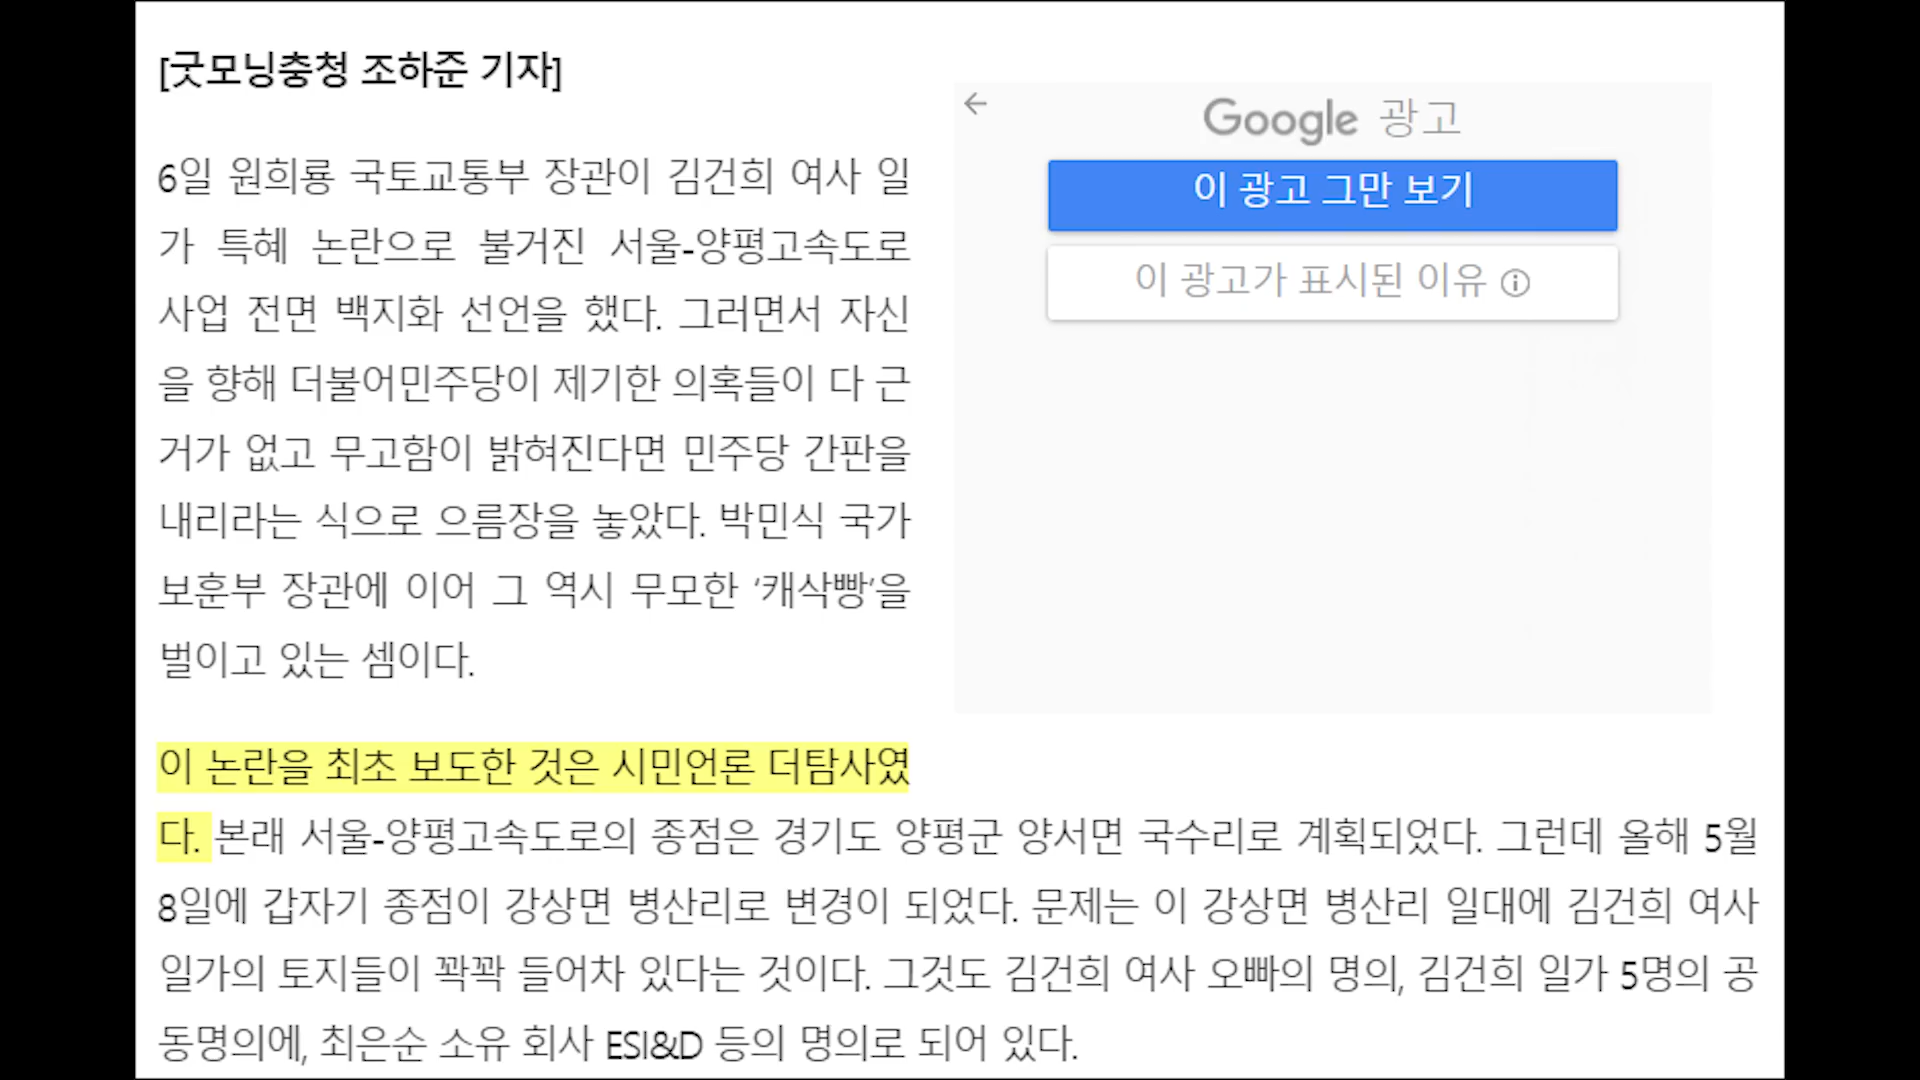 [굿모닝충청 조하준 기자]
6일 원희룡 국토교통부 장관이 김건희 여사 일
가 특혜 논란으로 불거진 서울-양평고속도로
사업 전면 백지화 선언을 했다. 그러면서 자신
을 향해 더불어민주당이 제기한 의혹들이 다 근
거가 없고 무고함이 밝혀진다면 민주당 간판을
내리라는 식으로 으름장을 놓았다. 박민식 국가
보훈부 장관에 이어 그 역시 무모한 ‘캐삭빵’을
벌이고 있는 셈이다.
Google 광고
이 광고 그만 보기
이 광고가 표시된 이유
이 논란을 최초 보도한 것은 시민언론 더탐사였
다. 본래 서울-양평고속도로의 종점은 경기도 양평군 양서면 국수리로 계획되었다. 그런데 올해 5월
8일에 갑자기 종점이 강상면 병산리로 변경이 되었다. 문제는 이 강상면 병산리 일대에 김건희 여사
일가의 토지들이 꽉꽉 들어차 있다는 것이다. 그것도 김건희 여사 오빠의 명의, 김건희 일가 5명의 공
동명의에, 최은순 소유 회사 ESI&D 등의 명의로 되어 있다.